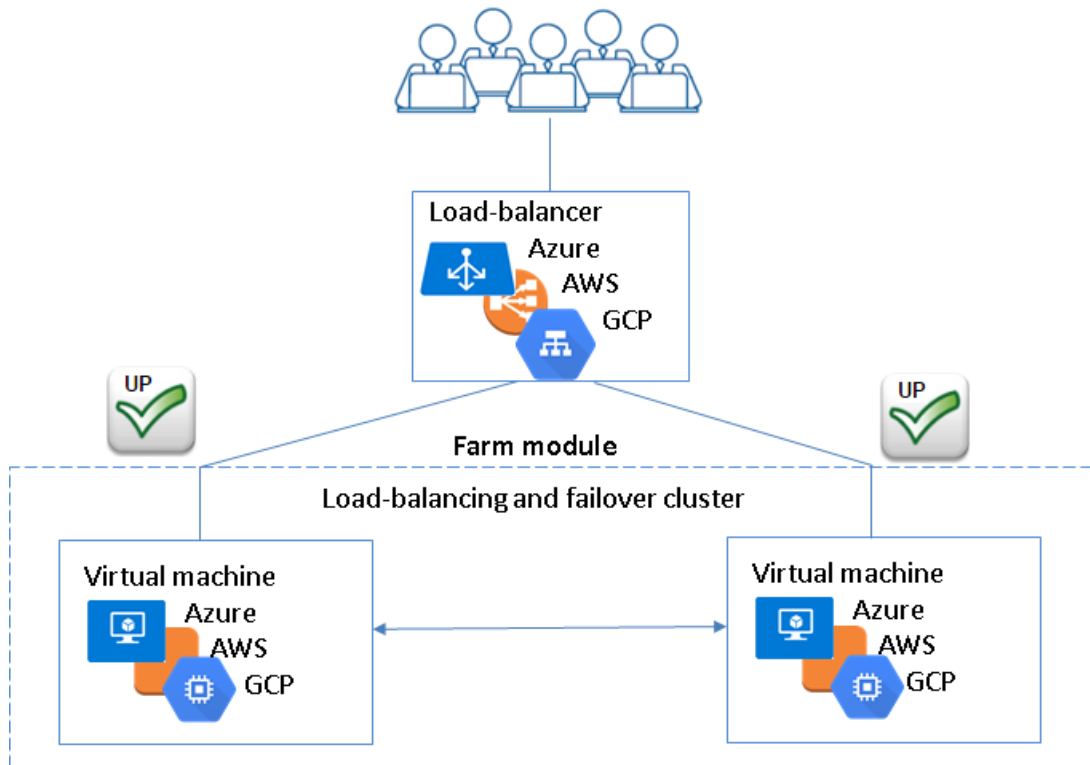 Load-balancer
Azure
AWS
GCP
UP
UP
Farm module
Load-balancing and failover cluster
Virtual machine
Azure
AWS
GCP
Virtual machine
Azure
AWS
GCP